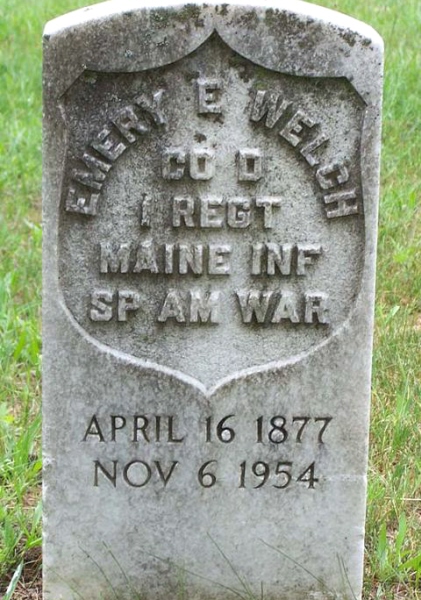 EMERY E WELCH
CO D
1 REGT
MAINE INF
SP AM WAR
APRIL 16 1877
NOV 6 1954